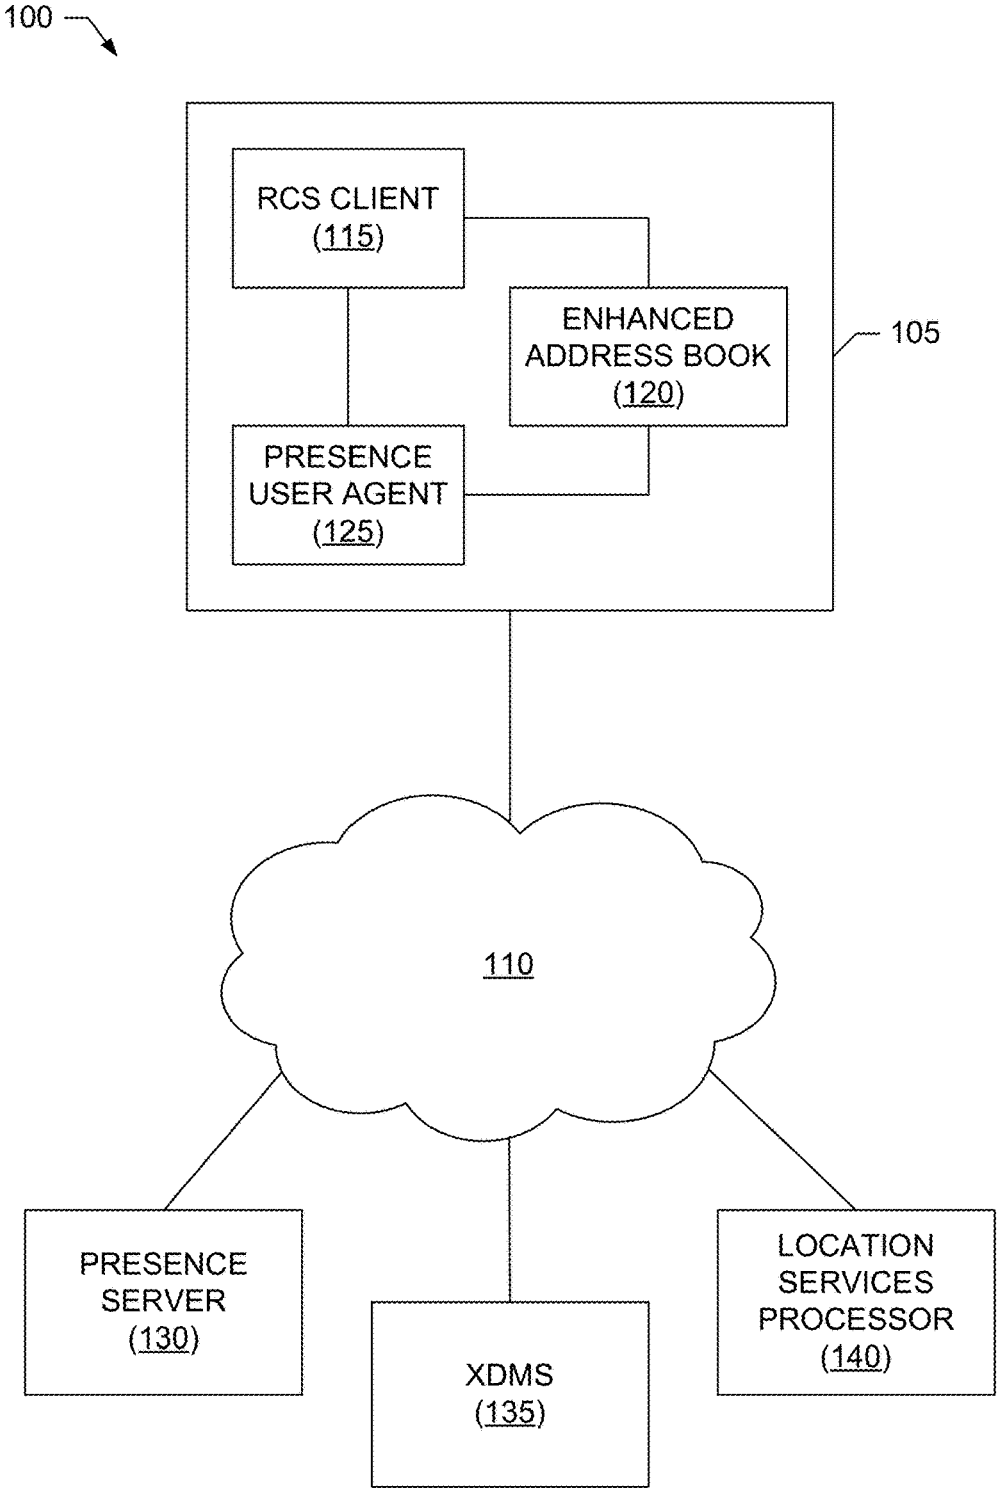 100
RCS CLIENT
(115)
ENHANCED
ADDRESS BOOK
(120)
105
PRESENCE
USER AGENT
(125)
110
PRESENCE
SERVER
(130)
XDMS
(135)
LOCATION
SERVICES
PROCESSOR
(140)